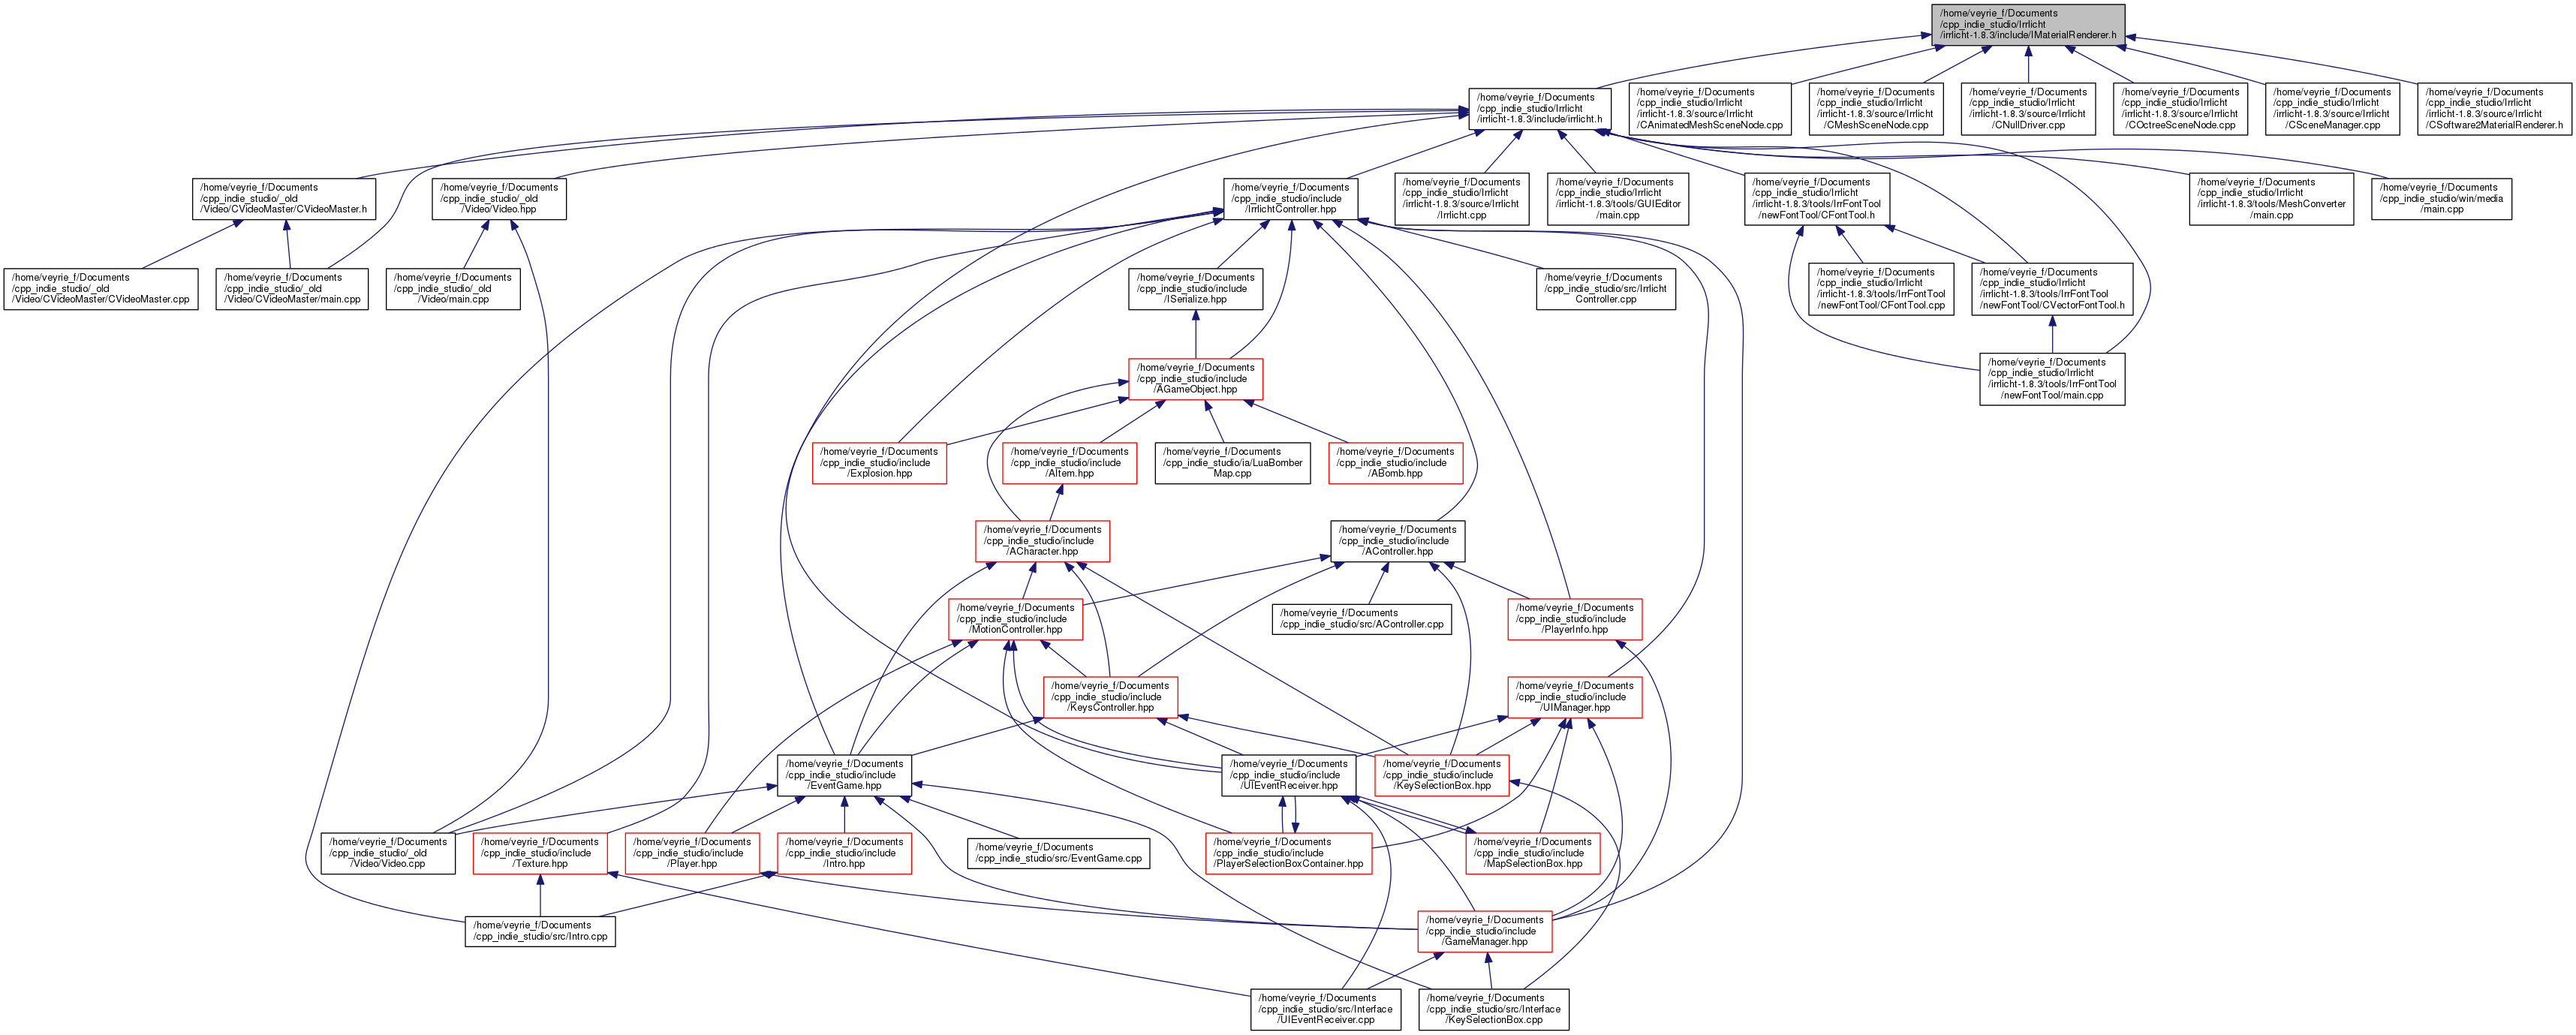 /home/veyrie_f/Documents
/cpp_indie_studio/Irrlicht
/irrlicht-1.8.3/include/IMaterialRenderer.h
/home/veyrie_f/Documents
/cpp_indie_studio/Irrlicht
/irrlicht-1.8.3/include/irrlicht.h
/home/veyrie_f/Documents
/cpp_indie_studio/Irrlicht
/irrlicht-1.8.3/source/Irrlicht
/CAnimatedMeshSceneNode.cpp
/home/veyrie_f/Documents
/cpp_indie_studio/Irrlicht
/irrlicht-1.8.3/source/Irrlicht
/CMeshSceneNode.cpp
/home/veyrie_f/Documents
/cpp_indie_studio/Irrlicht
/irrlicht-1.8.3/source/Irrlicht
/CNullDriver.cpp
/home/veyrie_f/Documents
/cpp_indie_studio/Irrlicht
/irrlicht-1.8.3/source/Irrlicht
/COctreeSceneNode.cpp
/home/veyrie_f/Documents
/cpp_indie_studio/Irrlicht
/irrlicht-1.8.3/source/Irrlicht
/CSceneManager.cpp
/home/veyrie_f/Documents
/cpp_indie_studio/Irrlicht
/irrlicht-1.8.3/source/Irrlicht
/CSoftware2MaterialRenderer.h
/home/veyrie_f/Documents
/cpp_indie_studio/_old
/Video/CVideoMaster/CVideoMaster.h
/home/veyrie_f/Documents
/cpp_indie_studio/_old
/Video/Video.hpp
/home/veyrie_f/Documents
/cpp_indie_studio/include
/IrrlichtController.hpp
/home/veyrie_f/Documents
/cpp_indie_studio/Irrlicht
/irrlicht-1.8.3/source/Irrlicht
/Irrlicht.cpp
/home/veyrie_f/Documents
/cpp_indie_studio/Irrlicht
/irrlicht-1.8.3/tools/GUIEditor
/main.cpp
/home/veyrie_f/Documents
/cpp_indie_studio/Irrlicht
/irrlicht-1.8.3/tools/IrrFontTool
/newFontTool/CFontTool.h
/home/veyrie_f/Documents
/cpp_indie_studio/Irrlicht
/irrlicht-1.8.3/tools/MeshConverter
/main.cpp
/home/veyrie_f/Documents
/cpp_indie_studio/win/media
/main.cpp
/home/veyrie_f/Documents
/cpp_indie_studio/_old
/Video/CVideoMaster/CVideoMaster.cpp
/home/veyrie_f/Documents
/cpp_indie_studio/_old
/Video/CVideoMaster/main.cpp
/home/veyrie_f/Documents
/cpp_indie_studio/_old
/Video/main.cpp
/home/veyrie_f/Documents
/cpp_indie_studio/include
/ISerialize.hpp
/home/veyrie_f/Documents
/cpp_indie_studio/src/Irrlicht
Controller.cpp
/home/veyrie_f/Documents
/cpp_indie_studio/Irrlicht
/irrlicht-1.8.3/tools/IrrFontTool
/newFontTool/CFontTool.cpp
/home/veyrie_f/Documents
/cpp_indie_studio/Irrlicht
/irrlicht-1.8.3/tools/IrrFontTool
/newFontTool/CVectorFontTool.h
/home/veyrie_f/Documents
/cpp_indie_studio/include
/AGameObject.hpp
/home/veyrie_f/Documents
/cpp_indie_studio/Irrlicht
/irrlicht-1.8.3/tools/IrrFontTool
/newFontTool/main.cpp
/home/veyrie_f/Documents
/cpp_indie_studio/include
/Explosion.hpp
/home/veyrie_f/Documents
/cpp_indie_studio/include
/AItem.hpp
/home/veyrie_f/Documents
/cpp_indie_studio/ia/LuaBomber
Map.cpp
/home/veyrie_f/Documents
/cpp_indie_studio/include
/ABomb.hpp
/home/veyrie_f/Documents
/cpp_indie_studio/include
/ACharacter.hpp
/home/veyrie_f/Documents
/cpp_indie_studio/include
/AController.hpp
/home/veyrie_f/Documents
/cpp_indie_studio/include
/MotionController.hpp
/home/veyrie_f/Documents
/cpp_indie_studio/src/AController.cpp
/home/veyrie_f/Documents
/cpp_indie_studio/include
/PlayerInfo.hpp
/home/veyrie_f/Documents
/cpp_indie_studio/include
/KeysController.hpp
/home/veyrie_f/Documents
/cpp_indie_studio/include
/UIManager.hpp
/home/veyrie_f/Documents
/cpp_indie_studio/include
/EventGame.hpp
/home/veyrie_f/Documents
/cpp_indie_studio/include
/UIEventReceiver.hpp
/home/veyrie_f/Documents
/cpp_indie_studio/include
/KeySelectionBox.hpp
/home/veyrie_f/Documents
/cpp_indie_studio/_old
/Video/Video.cpp
/home/veyrie_f/Documents
/cpp_indie_studio/include
/Texture.hpp
/home/veyrie_f/Documents
/cpp_indie_studio/include
/Player.hpp
/home/veyrie_f/Documents
/cpp_indie_studio/include
/Intro.hpp
/home/veyrie_f/Documents
/cpp_indie_studio/src/EventGame.cpp
/home/veyrie_f/Documents
/cpp_indie_studio/include
/PlayerSelectionBoxContainer.hpp
/home/veyrie_f/Documents
/cpp_indie_studio/include
/MapSelectionBox.hpp
/home/veyrie_f/Documents
/cpp_indie_studio/src/Intro.cpp
/home/veyrie_f/Documents
/cpp_indie_studio/include
/GameManager.hpp
/home/veyrie_f/Documents
/cpp_indie_studio/src/Interface
/UIEventReceiver.cpp
/home/veyrie_f/Documents
/cpp_indie_studio/src/Interface
/KeySelectionBox.cpp